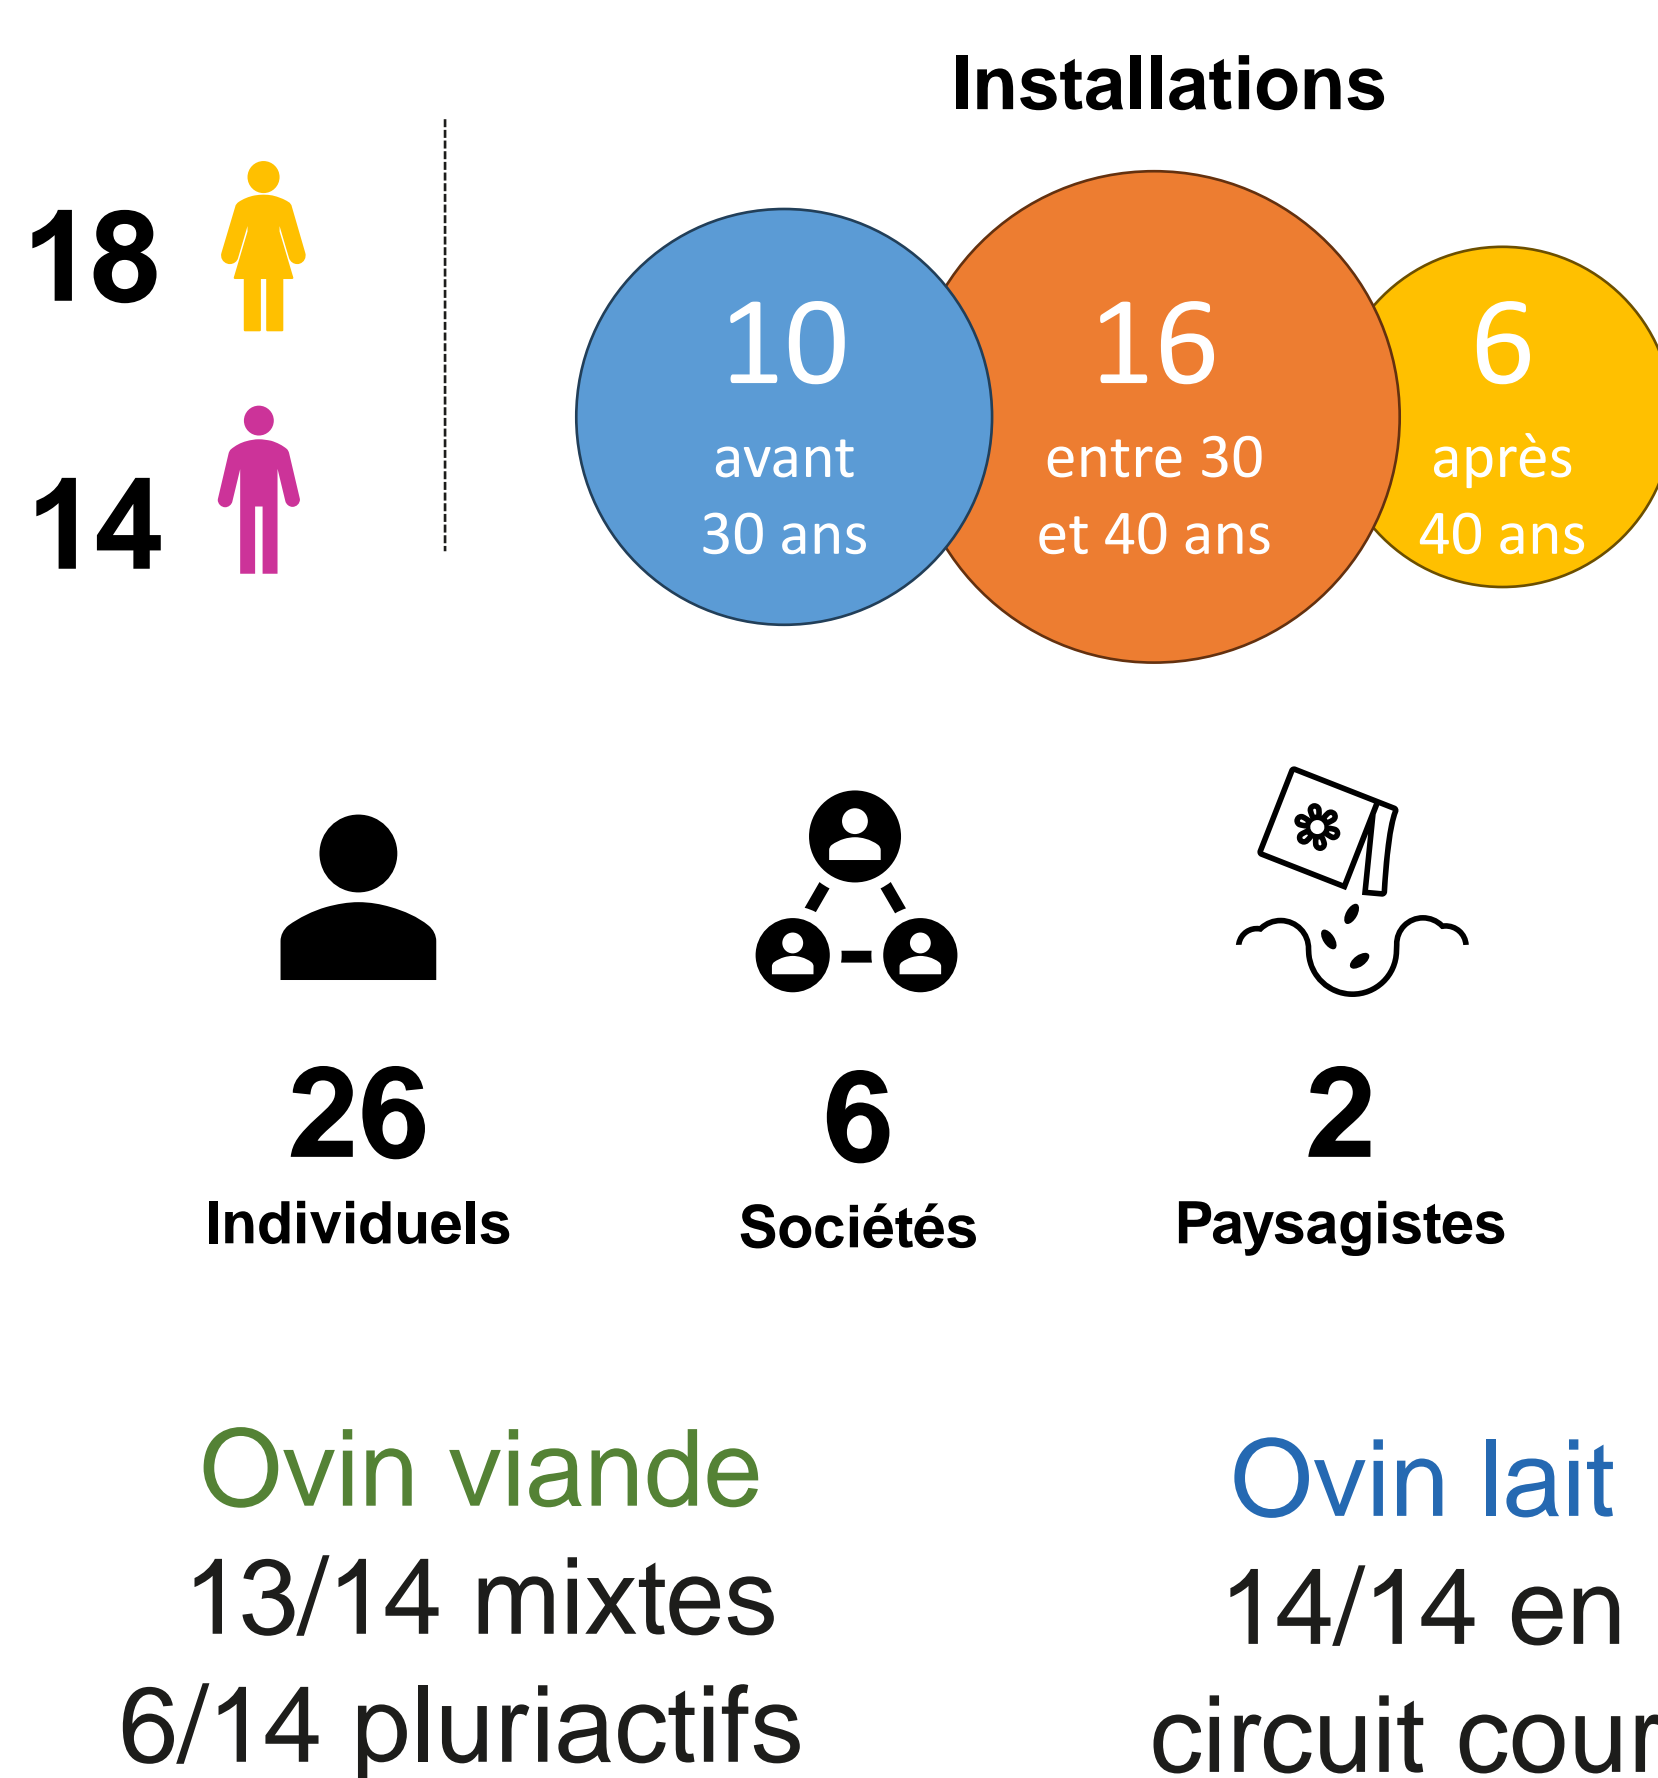 Installations
18
14
10
avant
30 ans
16
entre 30
et 40 ans
6
après
40 ans
26
Individuels
6
Sociétés
2
Paysagistes
Ovin viande
13/14 mixtes
6/14 pluriactifs
Ovin lait
14/14 en
circuit cour